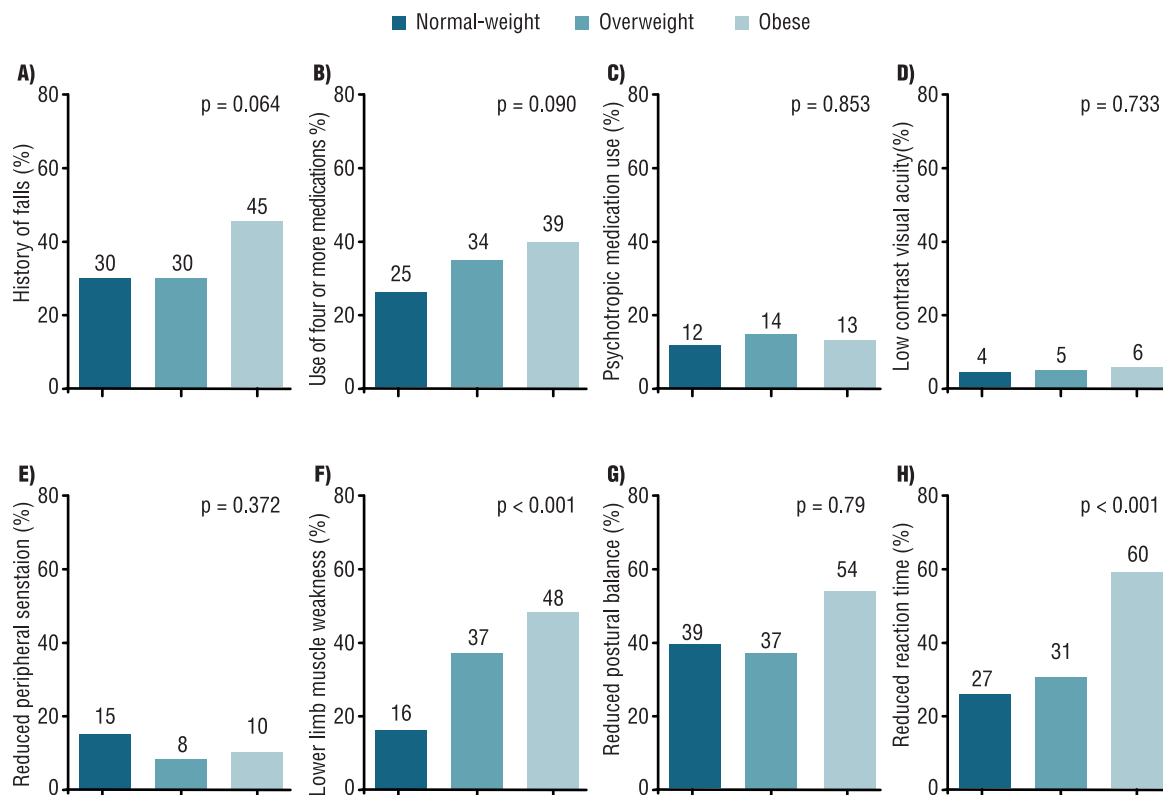 Normal-weight Overweight Obese
A)
History of falls (%)
80
60
40
20
0
p = 0.064
30
30
45
B)
Use of four or more medications %)
80
60
40
20
0
p = 0.090
25
34
39
C)
Psychotropic medication use (%)
80
60
40
20
0
p = 0.853
12
14
13
D)
Low contrast visual acuity(%)
80
60
40
20
0
p = 0.733
4
5
6
E)
Reduced peripheral senstaion (%)
80
60
40
20
0
p = 0.372
15
8
10
F)
Lower limb muscle weakness (%)
80
60
40
20
0
p < 0.001
16
37
48
G)
Reduced postural balance (%)
80
60
40
20
0
p = 0.79
39
37
54
H)
Reduced reaction time (%)
80
60
40
20
0
p < 0.001
27
31
60